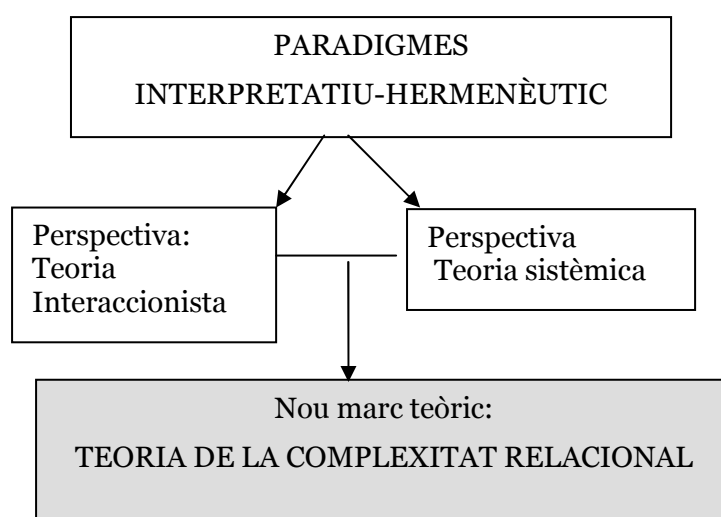 PARADIGMES
INTERPRETATIU-HERMENÈUTIC
Perspectiva:
Teoria
Interaccionista
Perspectiva
Teoria sistèmica
Nou marc teòric:
TEORIA DE LA COMPLEXITAT RELACIONAL